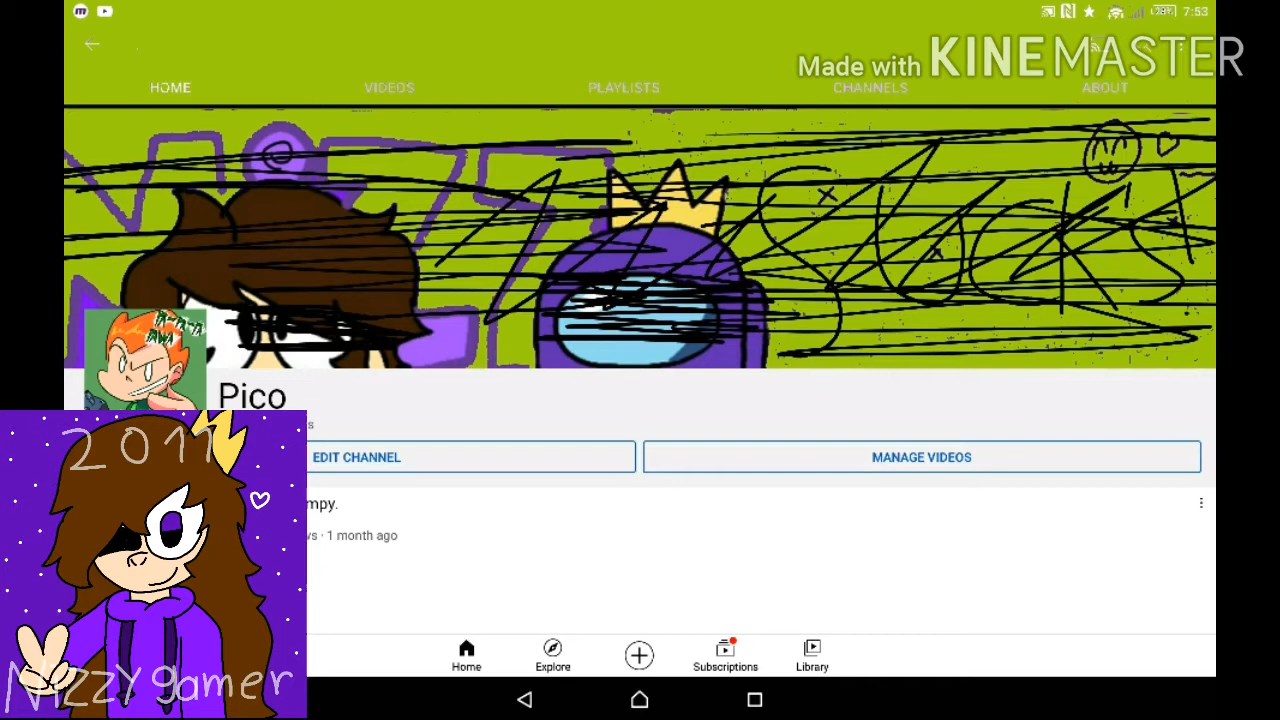 7:53
Made with KINEMASTER
HOME VIDEOS PLAYLISTS CHANNELS ABOUT
Pico
EDIT CHANNEL MANAGE VIDEOS
mpy.
1 month ago
2011
Nizzygamer
Home Explore Subscriptions Library